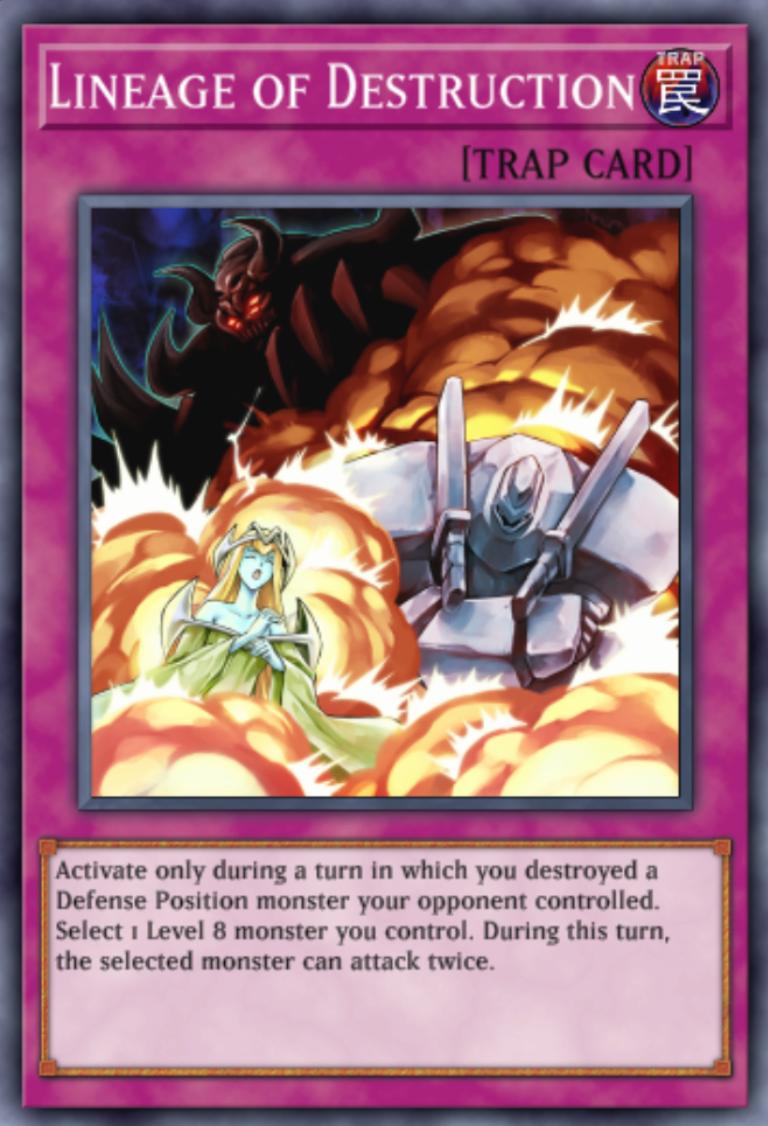 LINEAGE OF DESTRUCTION
TRAP
罠
[TRAP CARD]
Activate only during a turn in which you destroyed a
Defense Position monster your opponent controlled.
Select 1 Level 8 monster you control. During this turn,
the selected monster can attack twice.